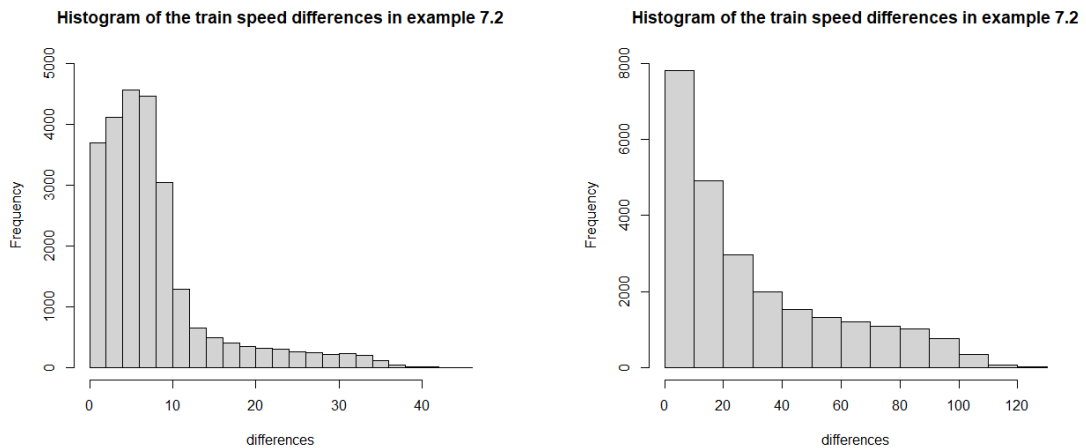 Histogram of the train speed differences in example 7.2
5000
4000
3000
2000
1000
0
Frequency
0 10 20 30 40
differences
Histogram of the train speed differences in example 7.2
8000
6000
4000
2000
0
Frequency
0 20 40 60 80 100 120
differences